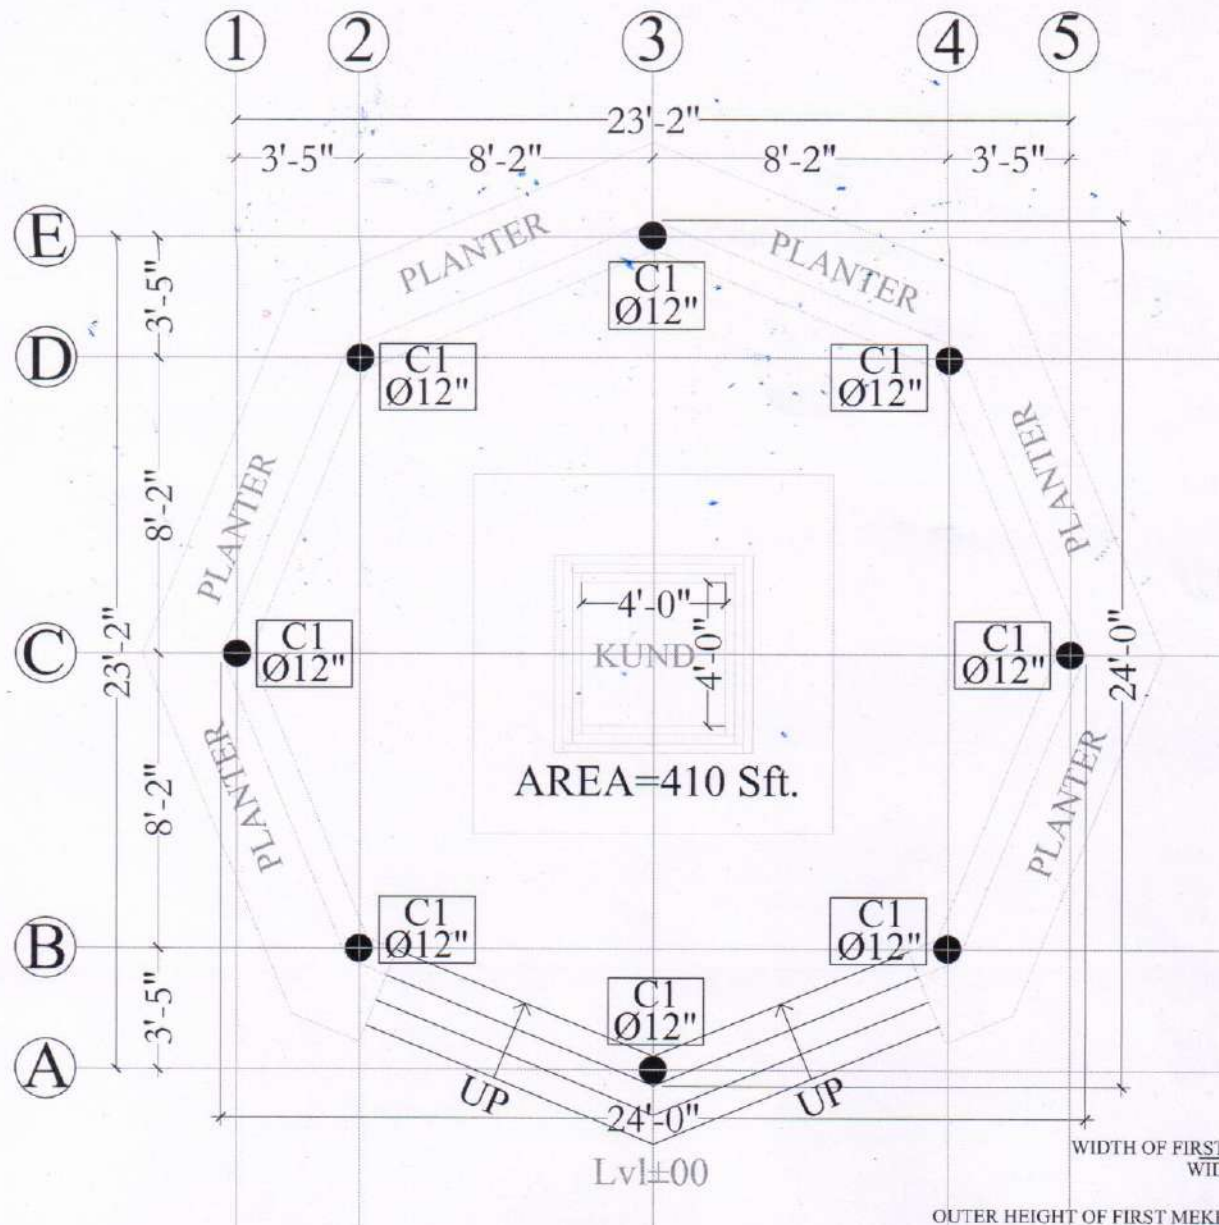 1 2 3 4 5
23'-2"
3'-5" 8'-2" 8'-2" 3'-5"
E
PLANTER
PLANTER
3'-5"
C1
Ø12"
D
C1
Ø12"
C1
Ø12"
PLANTER
PLANTER
8'-2"
4'-0"
C
C1
Ø12"
KUND
4'-0"
C1
Ø12"
23'-2"
24'-0"
PLANTER
AREA=410 Sft.
PLANTER
8'-2"
C1
Ø12"
C1
Ø12"
B
3'-5"
C1
Ø12"
A
UP
UP
24'-0"
Lvl±00
WIDTH OF FIRST
OUTER HEIGHT OF FIRST